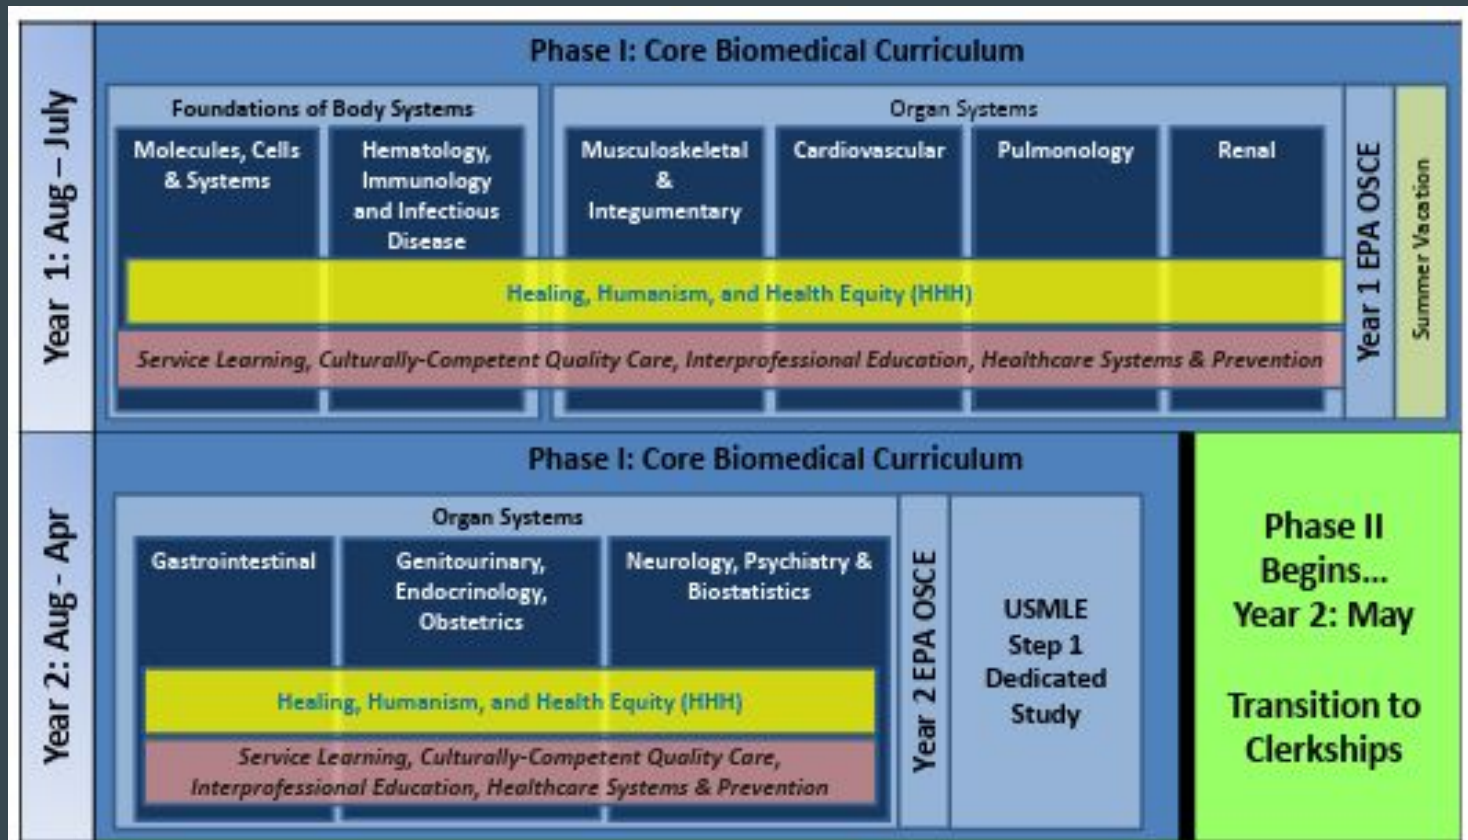 Year 1: Aug – July
Phase I: Core Biomedical Curriculum
Foundations of Body Systems
Molecules, Cells
& Systems
Hematology,
Immunology
and Infectious
Disease
Organ Systems
Musculoskeletal
&
Integumentary
Cardiovascular
Pulmonology
Renal
Healing, Humanism, and Health Equity (HHH)
Service Learning, Culturally-Competent Quality Care, Interprofessional Education, Healthcare Systems & Prevention
Year 1 EPA OSCE
Summer Vacation
Year 2: Aug - Apr
Phase I: Core Biomedical Curriculum
Organ Systems
Gastrointestinal
Genitourinary,
Endocrinology,
Obstetrics
Neurology, Psychiatry &
Biostatistics
Healing, Humanism, and Health Equity (HHH)
Service Learning, Culturally-Competent Quality Care,
Interprofessional Education, Healthcare Systems & Prevention
Year 2 EPA OSCE
USMLE
Step 1
Dedicated
Study
Phase II
Begins...
Year 2: May
Transition to
Clerkships